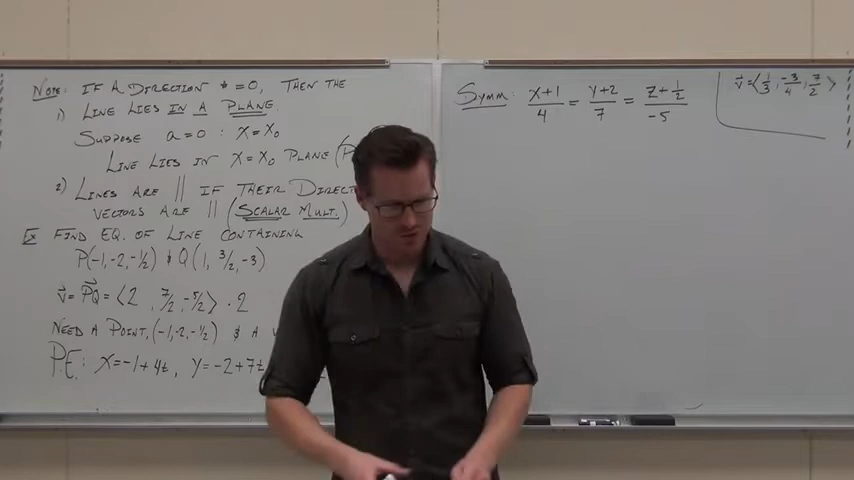 NOTE: IF A DIRECTION # = 0, THEN THE
1) LINE LIES IN A PLANE
SUPPOSE a = 0 : X = X₀
LINE LIES IN X = X₀ PLANE
2) LINES ARE || IF THEIR
VECTORS ARE || (SCALAR MULT.)
EX FIND EQ. OF LINE CONTAINING
P(-1, -2, -1/2) & Q(1, 3/2, -3)
v⃗ = PQ⃗ = <2, 7/2, -5/2> · 2
NEED A POINT, (-1, -2, -1/2) & A
P.E.: X = -1 + 4t, Y = -2 + 7t
SYMM: (X+1)/4 = (Y+2)/7 = (Z+1/2)/-5
v⃗ = <1/3, -3/4, 7/2>